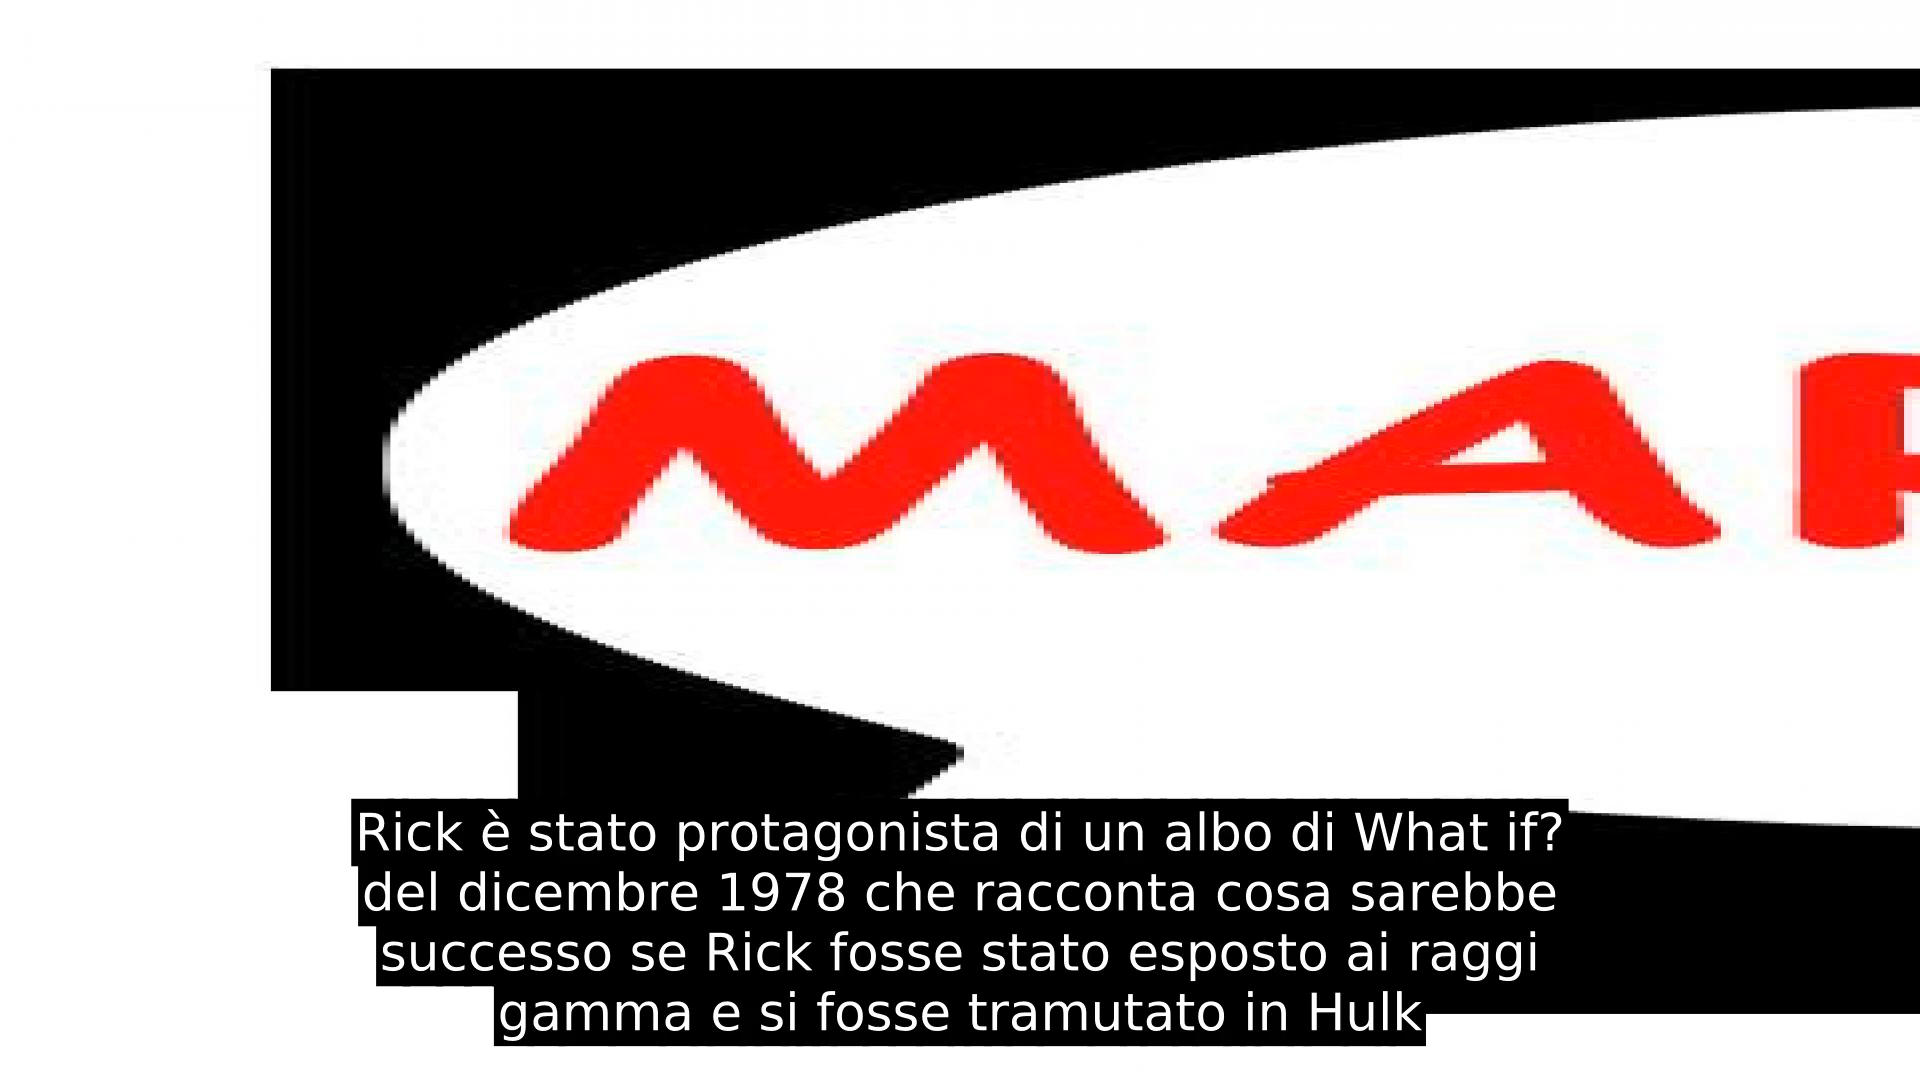 MAR
Rick è stato protagonista di un albo di What if?
del dicembre 1978 che racconta cosa sarebbe
successo se Rick fosse stato esposto ai raggi
gamma e si fosse tramutato in Hulk